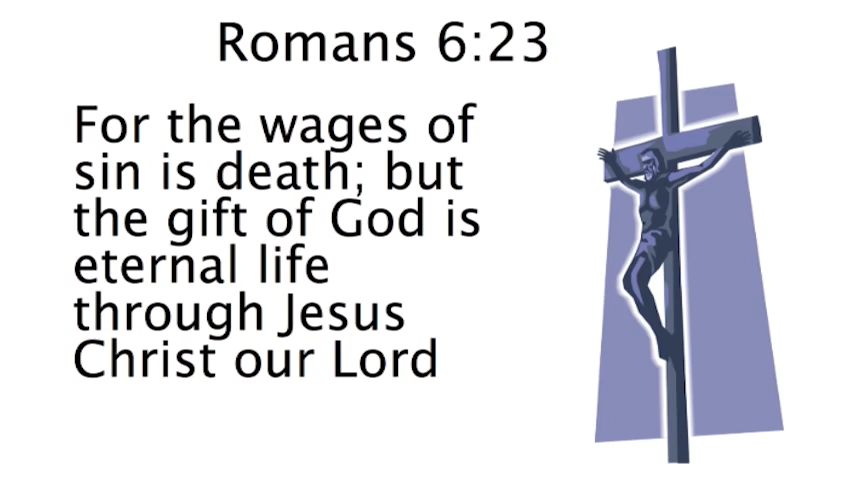 Romans 6:23
For the wages of
sin is death; but
the gift of God is
eternal life
through Jesus
Christ our Lord